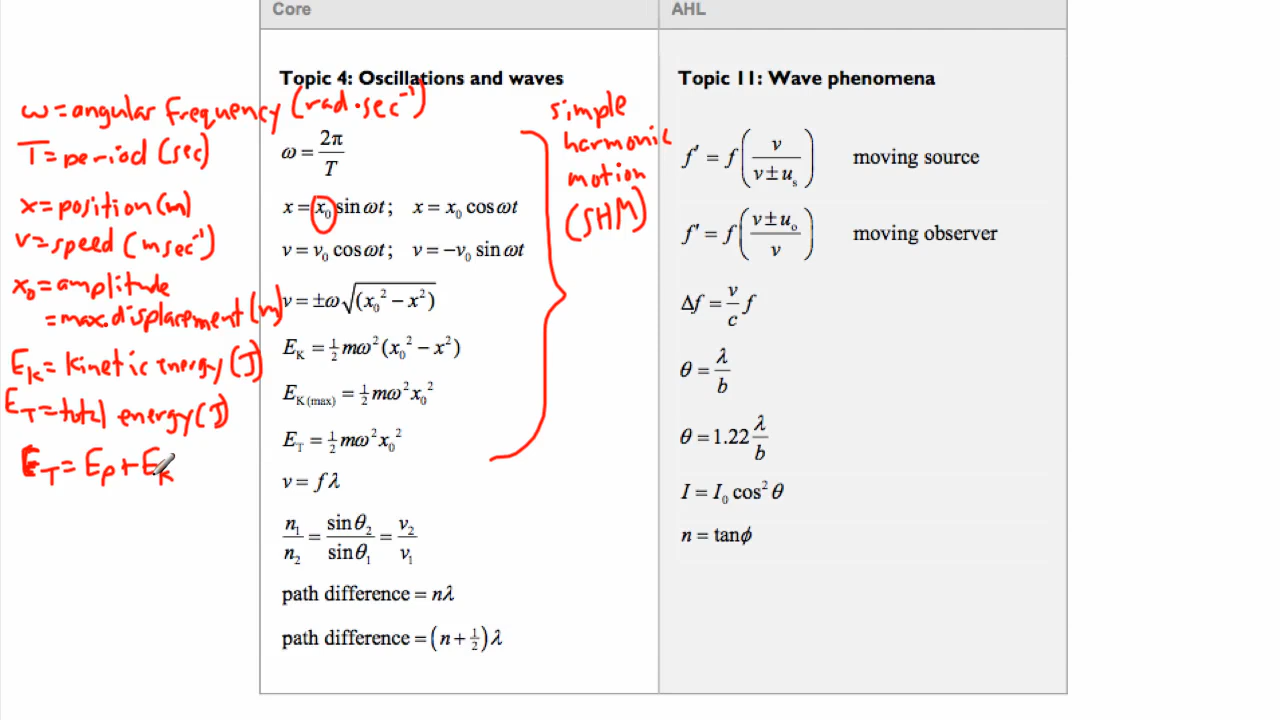 Core
AHL
Topic 4: Oscillations and waves
Topic 11: Wave phenomena
ω = angular frequency (rad·sec⁻¹)
T = period (sec)
x = position (m)
v = speed (m sec⁻¹)
x₀ = amplitude
= max. displacement (m)
E_K = kinetic energy (J)
E_T = total energy (J)
E_T = E_P + E_K
ω = 2π/T
x = x₀ sin ωt; x = x₀ cos ωt
v = v₀ cos ωt; v = −v₀ sin ωt
v = ±ω√(x₀² − x²)
E_K = ½mω²(x₀² − x²)
E_K(max) = ½mω²x₀²
E_T = ½mω²x₀²
v = fλ
n₁/n₂ = sinθ₂/sinθ₁ = v₂/v₁
path difference = nλ
path difference = (n + ½)λ
simple
harmonic
motion
(SHM)
f′ = f(v/(v ± u_s)) moving source
f′ = f((v ± u_o)/v) moving observer
Δf = v/c f
θ = λ/b
θ = 1.22 λ/b
I = I₀ cos² θ
n = tanϕ